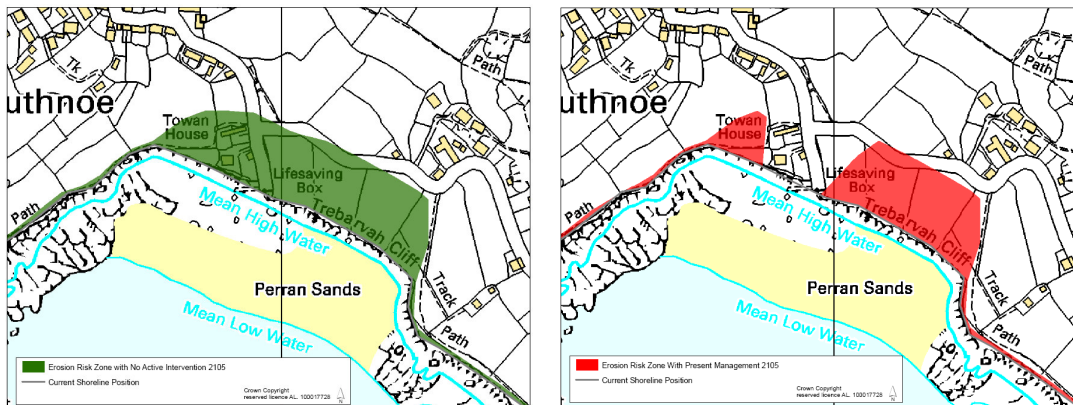 Tk
Path
uthnoe
Towan
House
Lifesaving
Box
Trebarvah Cliff
Path
Mean High Water
Perran Sands
Track
Mean Low Water
Path
Erosion Risk Zone with No Active Intervention 2105
Current Shoreline Position
Crown Copyright
reserved licence AL. 100017728
N
Tk
Path
uthnoe
Towan
House
Lifesaving
Box
Trebarvah Cliff
Path
Mean High Water
Perran Sands
Track
Mean Low Water
Path
Erosion Risk Zone With Present Management 2105
Current Shoreline Position
Crown Copyright
reserved licence AL. 100017728
N